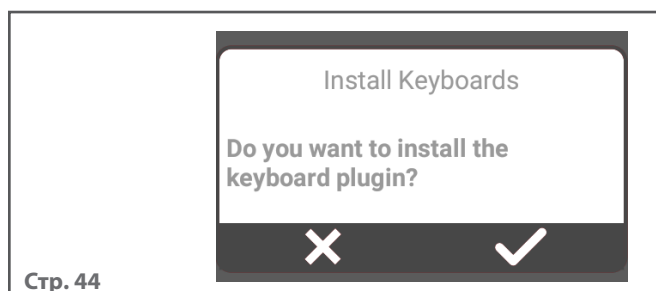 Install Keyboards
Do you want to install the
keyboard plugin?
Стр. 44